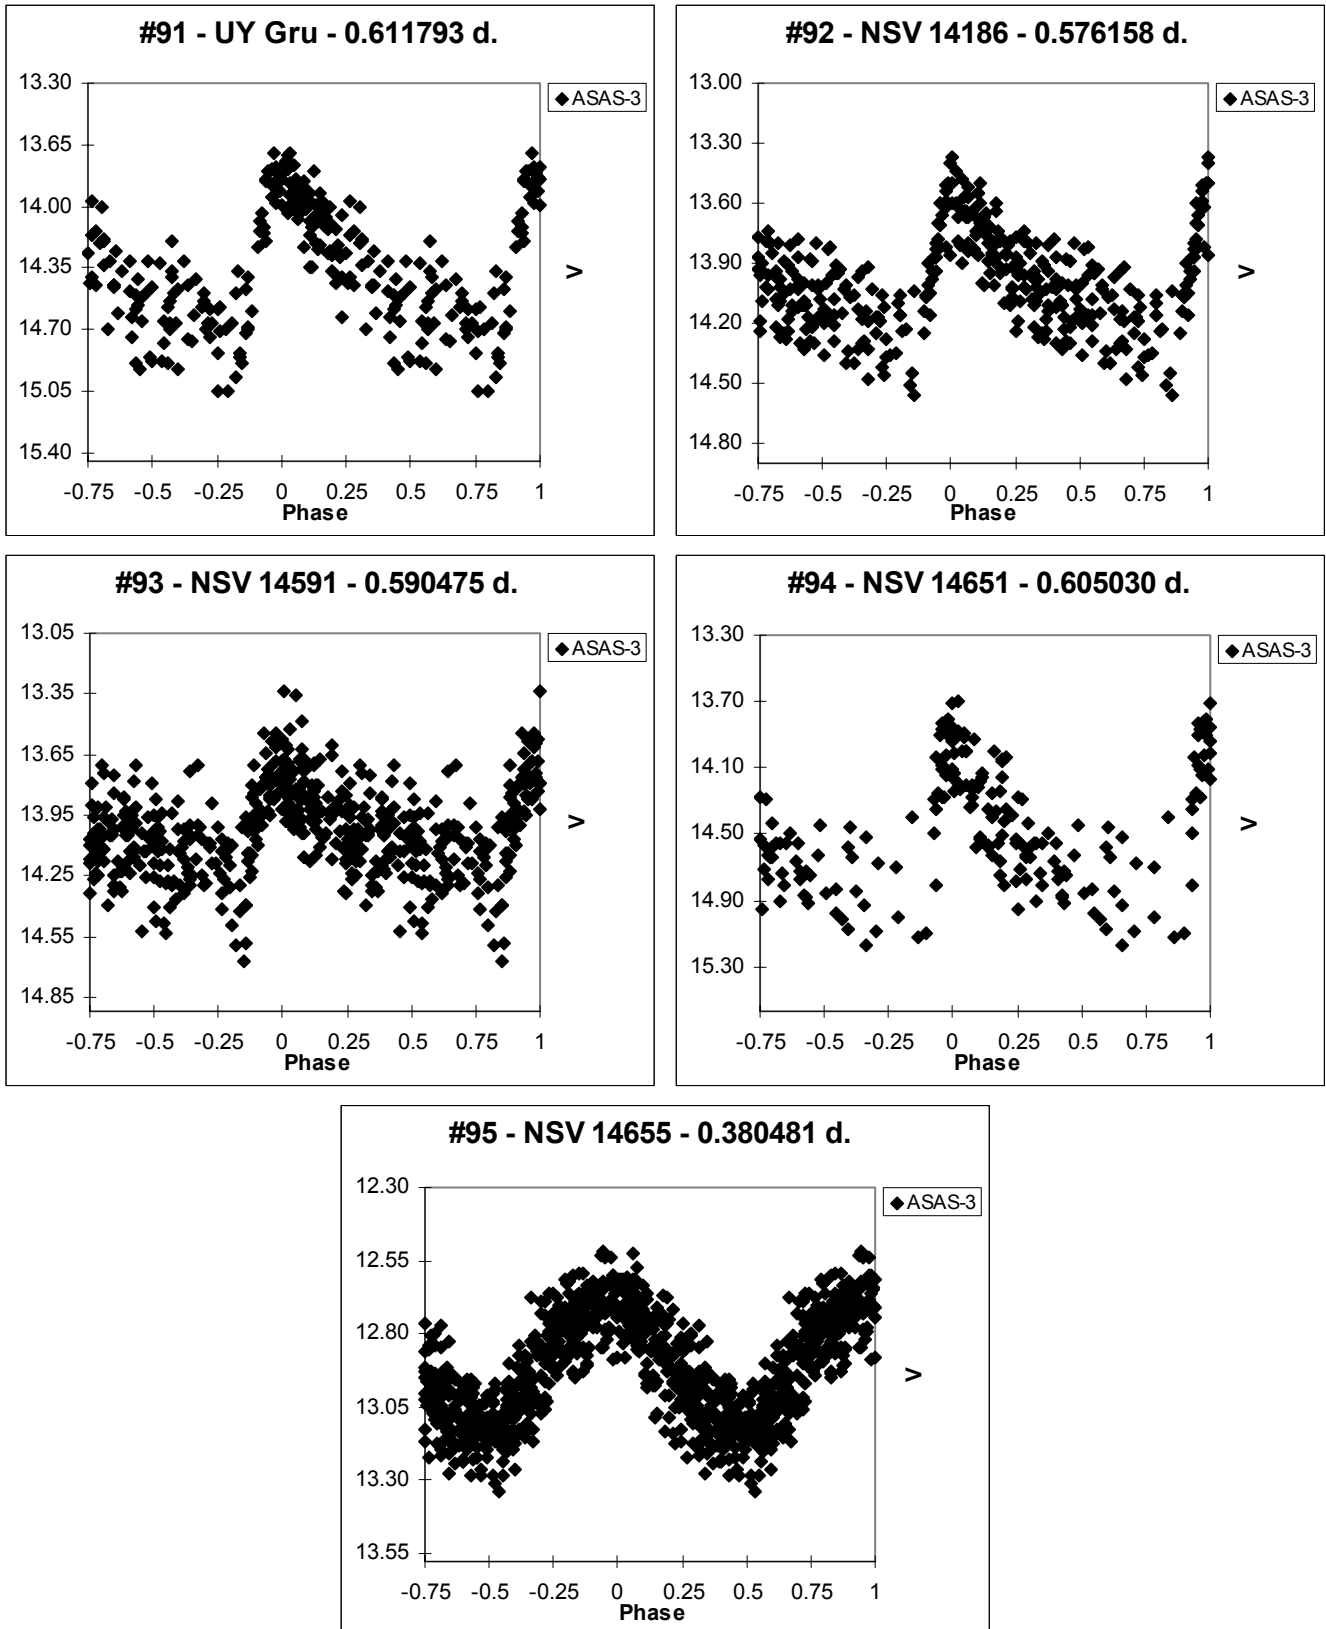 #91 - UY Gru - 0.611793 d.
13.30
13.65
14.00
14.35
14.70
15.05
15.40
-0.75 -0.5 -0.25 0 0.25 0.5 0.75 1
Phase
ASAS-3
V
#92 - NSV 14186 - 0.576158 d.
13.00
13.30
13.60
13.90
14.20
14.50
14.80
-0.75 -0.5 -0.25 0 0.25 0.5 0.75 1
Phase
ASAS-3
V
#93 - NSV 14591 - 0.590475 d.
13.05
13.35
13.65
13.95
14.25
14.55
14.85
-0.75 -0.5 -0.25 0 0.25 0.5 0.75 1
Phase
ASAS-3
V
#94 - NSV 14651 - 0.605030 d.
13.30
13.70
14.10
14.50
14.90
15.30
-0.75 -0.5 -0.25 0 0.25 0.5 0.75 1
Phase
ASAS-3
V
#95 - NSV 14655 - 0.380481 d.
12.30
12.55
12.80
13.05
13.30
13.55
-0.75 -0.5 -0.25 0 0.25 0.5 0.75 1
Phase
ASAS-3
V